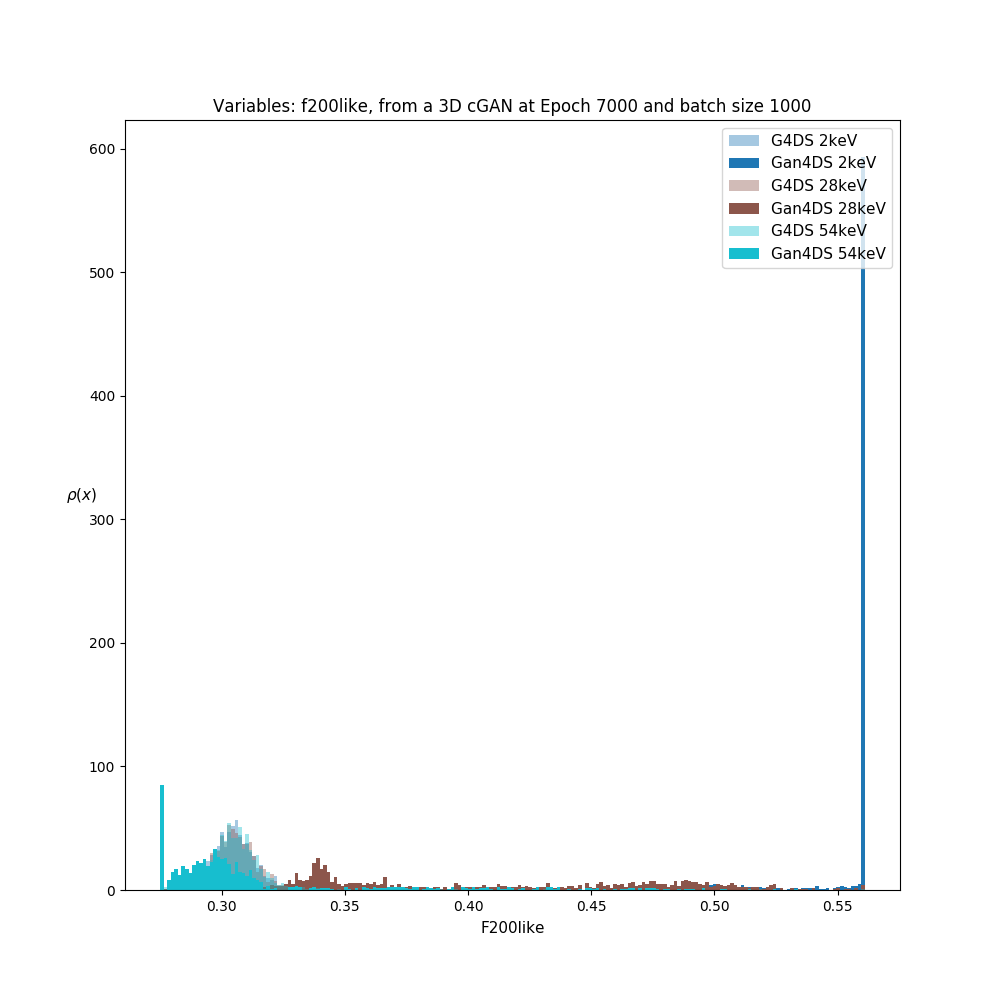 Variables: f200like, from a 3D cGAN at Epoch 7000 and batch size 1000
G4DS 2keV
Gan4DS 2keV
G4DS 28keV
Gan4DS 28keV
G4DS 54keV
Gan4DS 54keV
600
500
400
300
200
100
0
ρ(x)
0.30 0.35 0.40 0.45 0.50 0.55
F200like